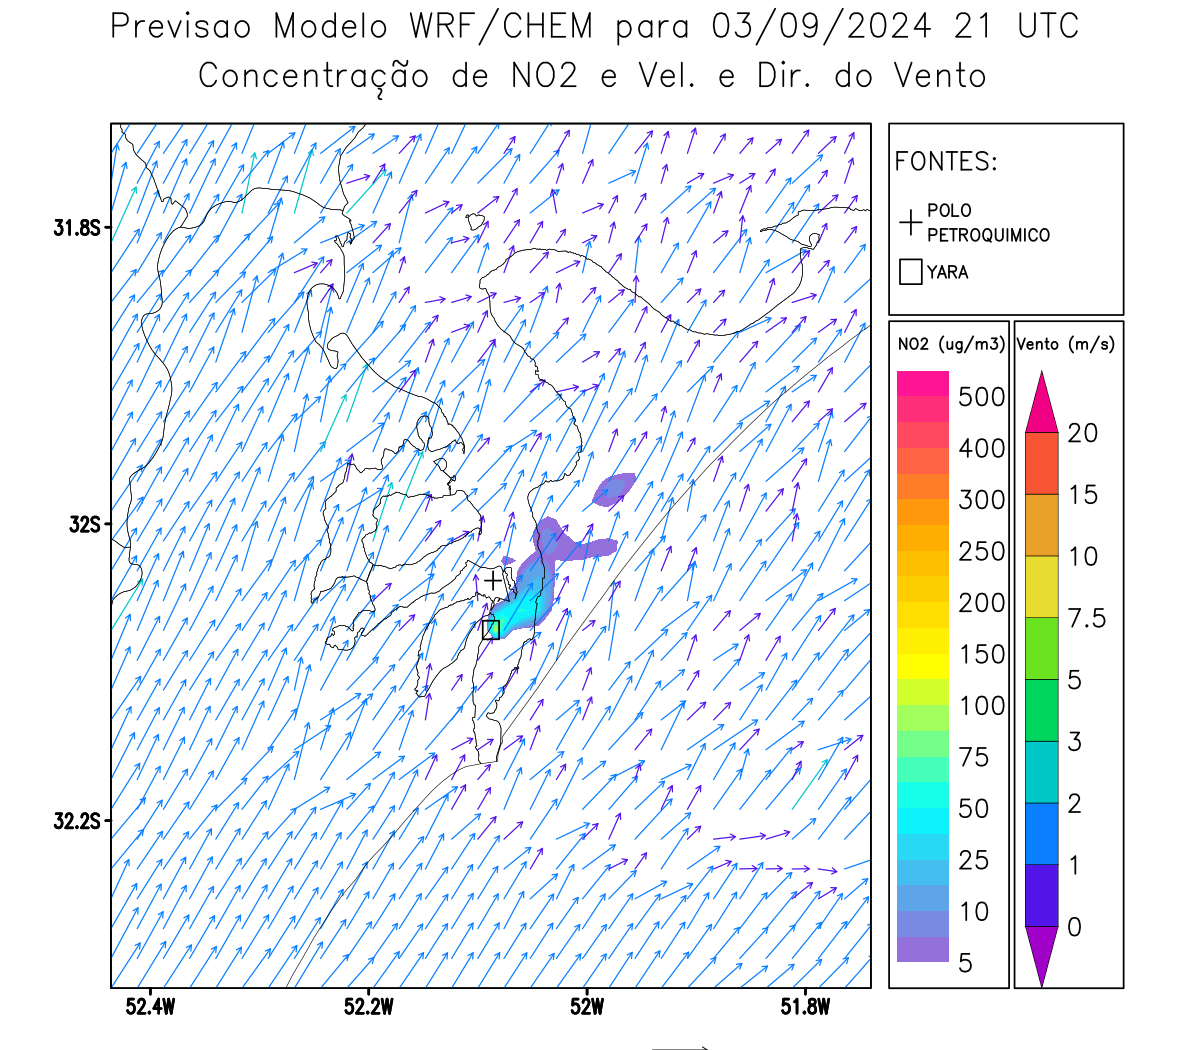 Previsao Modelo WRF/CHEM para 03/09/2024 21 UTC
Concentração de NO2 e Vel. e Dir. do Vento
FONTES:
POLO
PETROQUIMICO
YARA
31.8S
32S
32.2S
52.4W
52.2W
52W
51.8W
NO2 (ug/m3)
500
400
300
250
200
150
100
75
50
25
10
5
Vento (m/s)
20
15
10
7.5
5
3
2
1
0